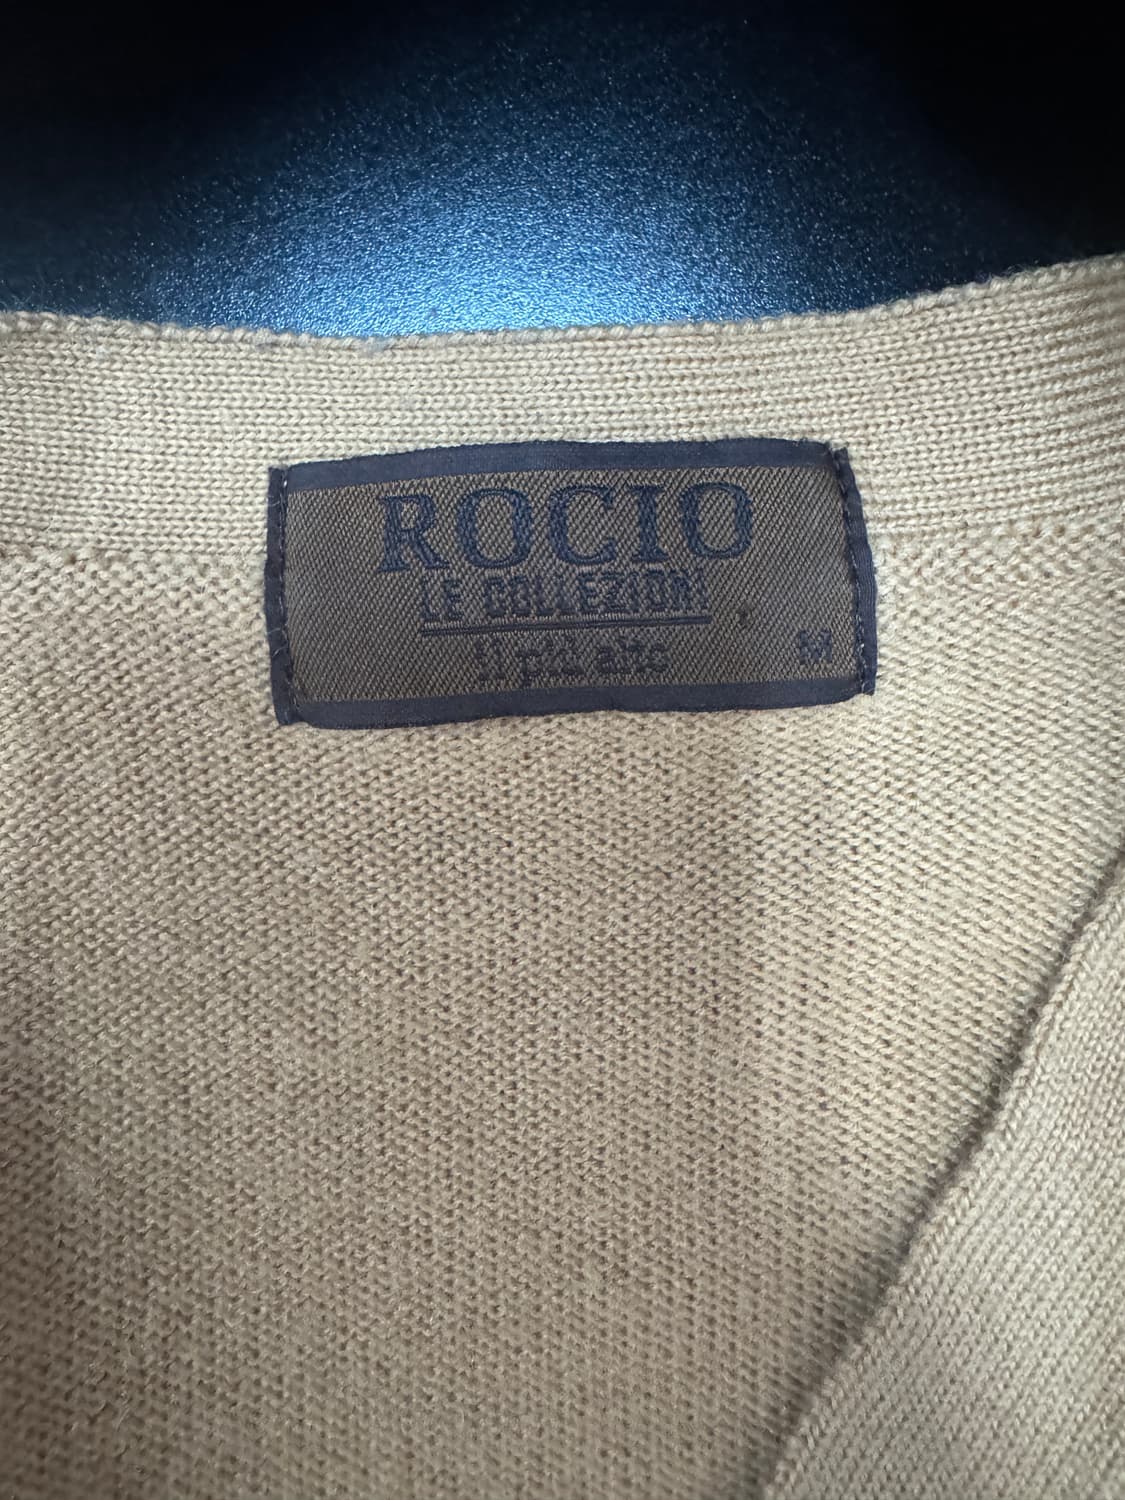 ROCIO
LE COLLEZIONI
il più alto
M